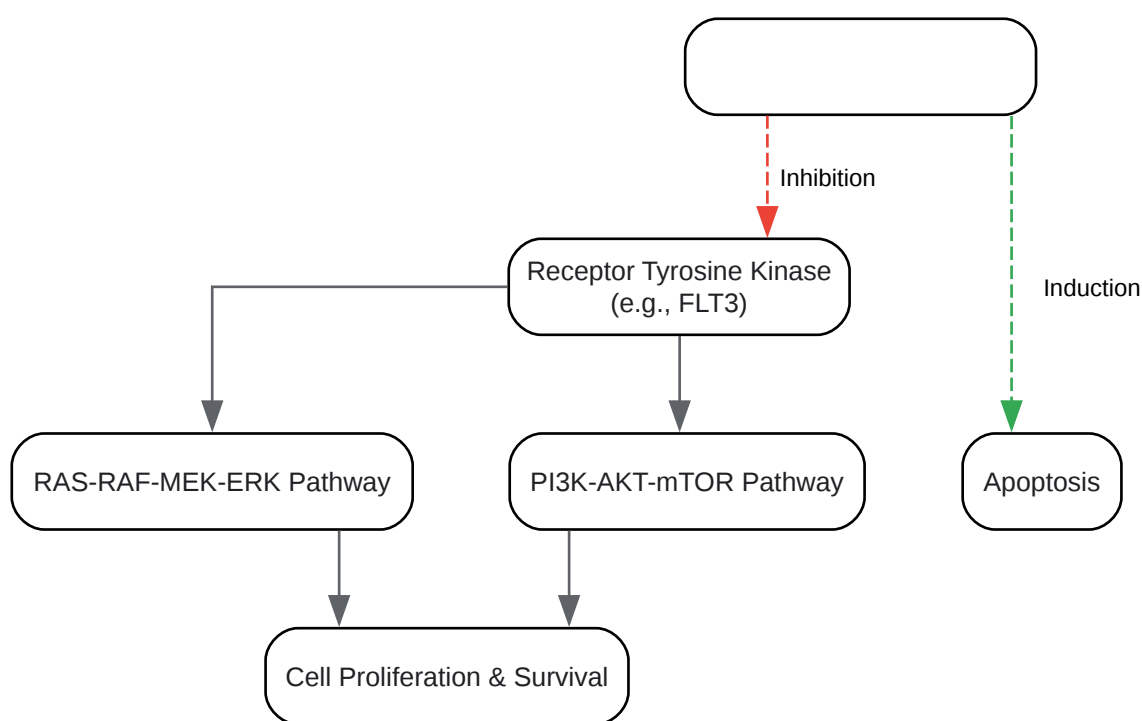 Inhibition
Receptor Tyrosine Kinase
(e.g., FLT3)
Induction
RAS-RAF-MEK-ERK Pathway
PI3K-AKT-mTOR Pathway
Apoptosis
Cell Proliferation & Survival